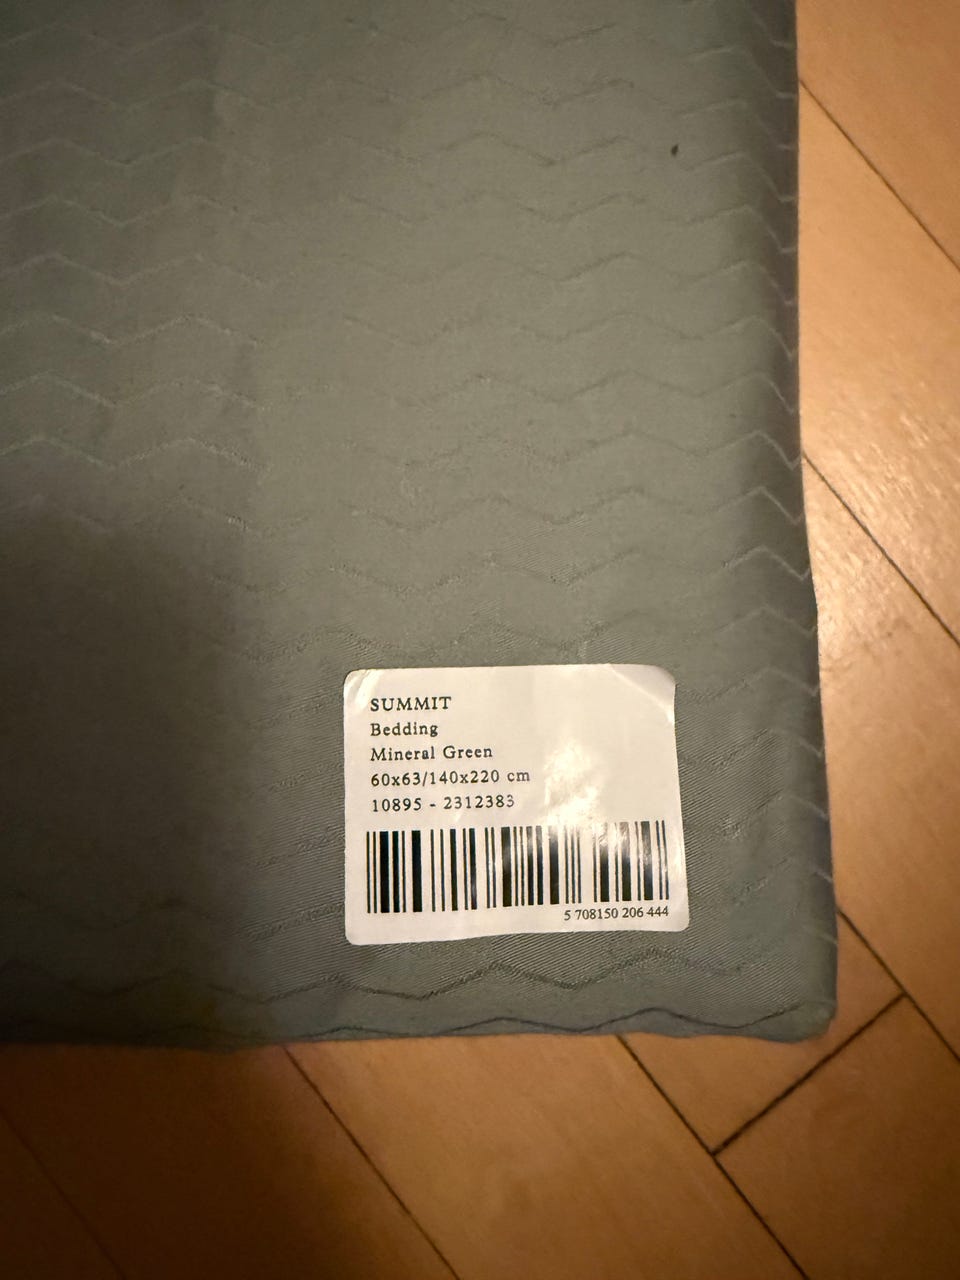 SUMMIT
Bedding
Mineral Green
60x63/140x220 cm
10895 - 2312383
5 708150 206 444